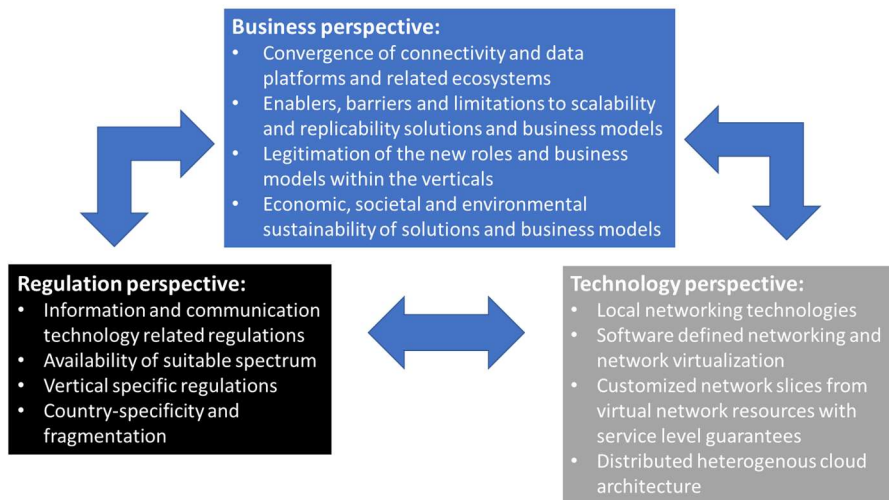 Business perspective:
• Convergence of connectivity and data
platforms and related ecosystems
• Enablers, barriers and limitations to scalability
and replicability solutions and business models
• Legitimation of the new roles and business
models within the verticals
• Economic, societal and environmental
sustainability of solutions and business models
Regulation perspective:
• Information and communication
technology related regulations
• Availability of suitable spectrum
• Vertical specific regulations
• Country-specificity and
fragmentation
Technology perspective:
• Local networking technologies
• Software defined networking and
network virtualization
• Customized network slices from
virtual network resources with
service level guarantees
• Distributed heterogenous cloud
architecture